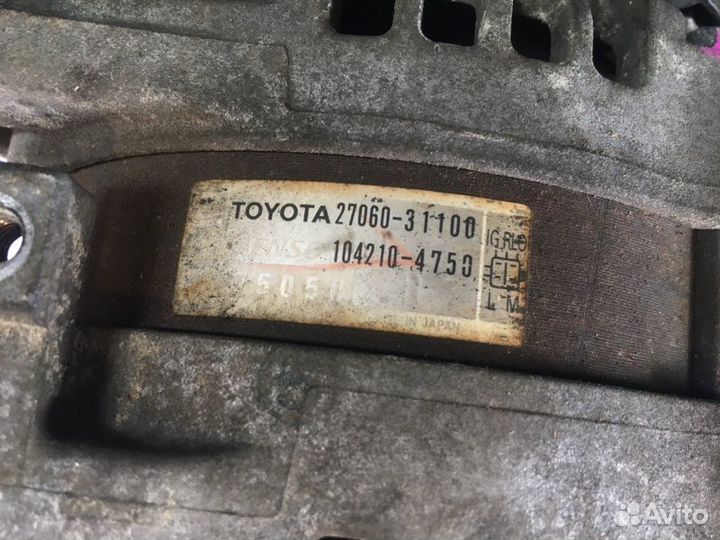 TOYOTA 27060-31100
104210-4750
IG RLO
L M
IN JAPAN
Avito